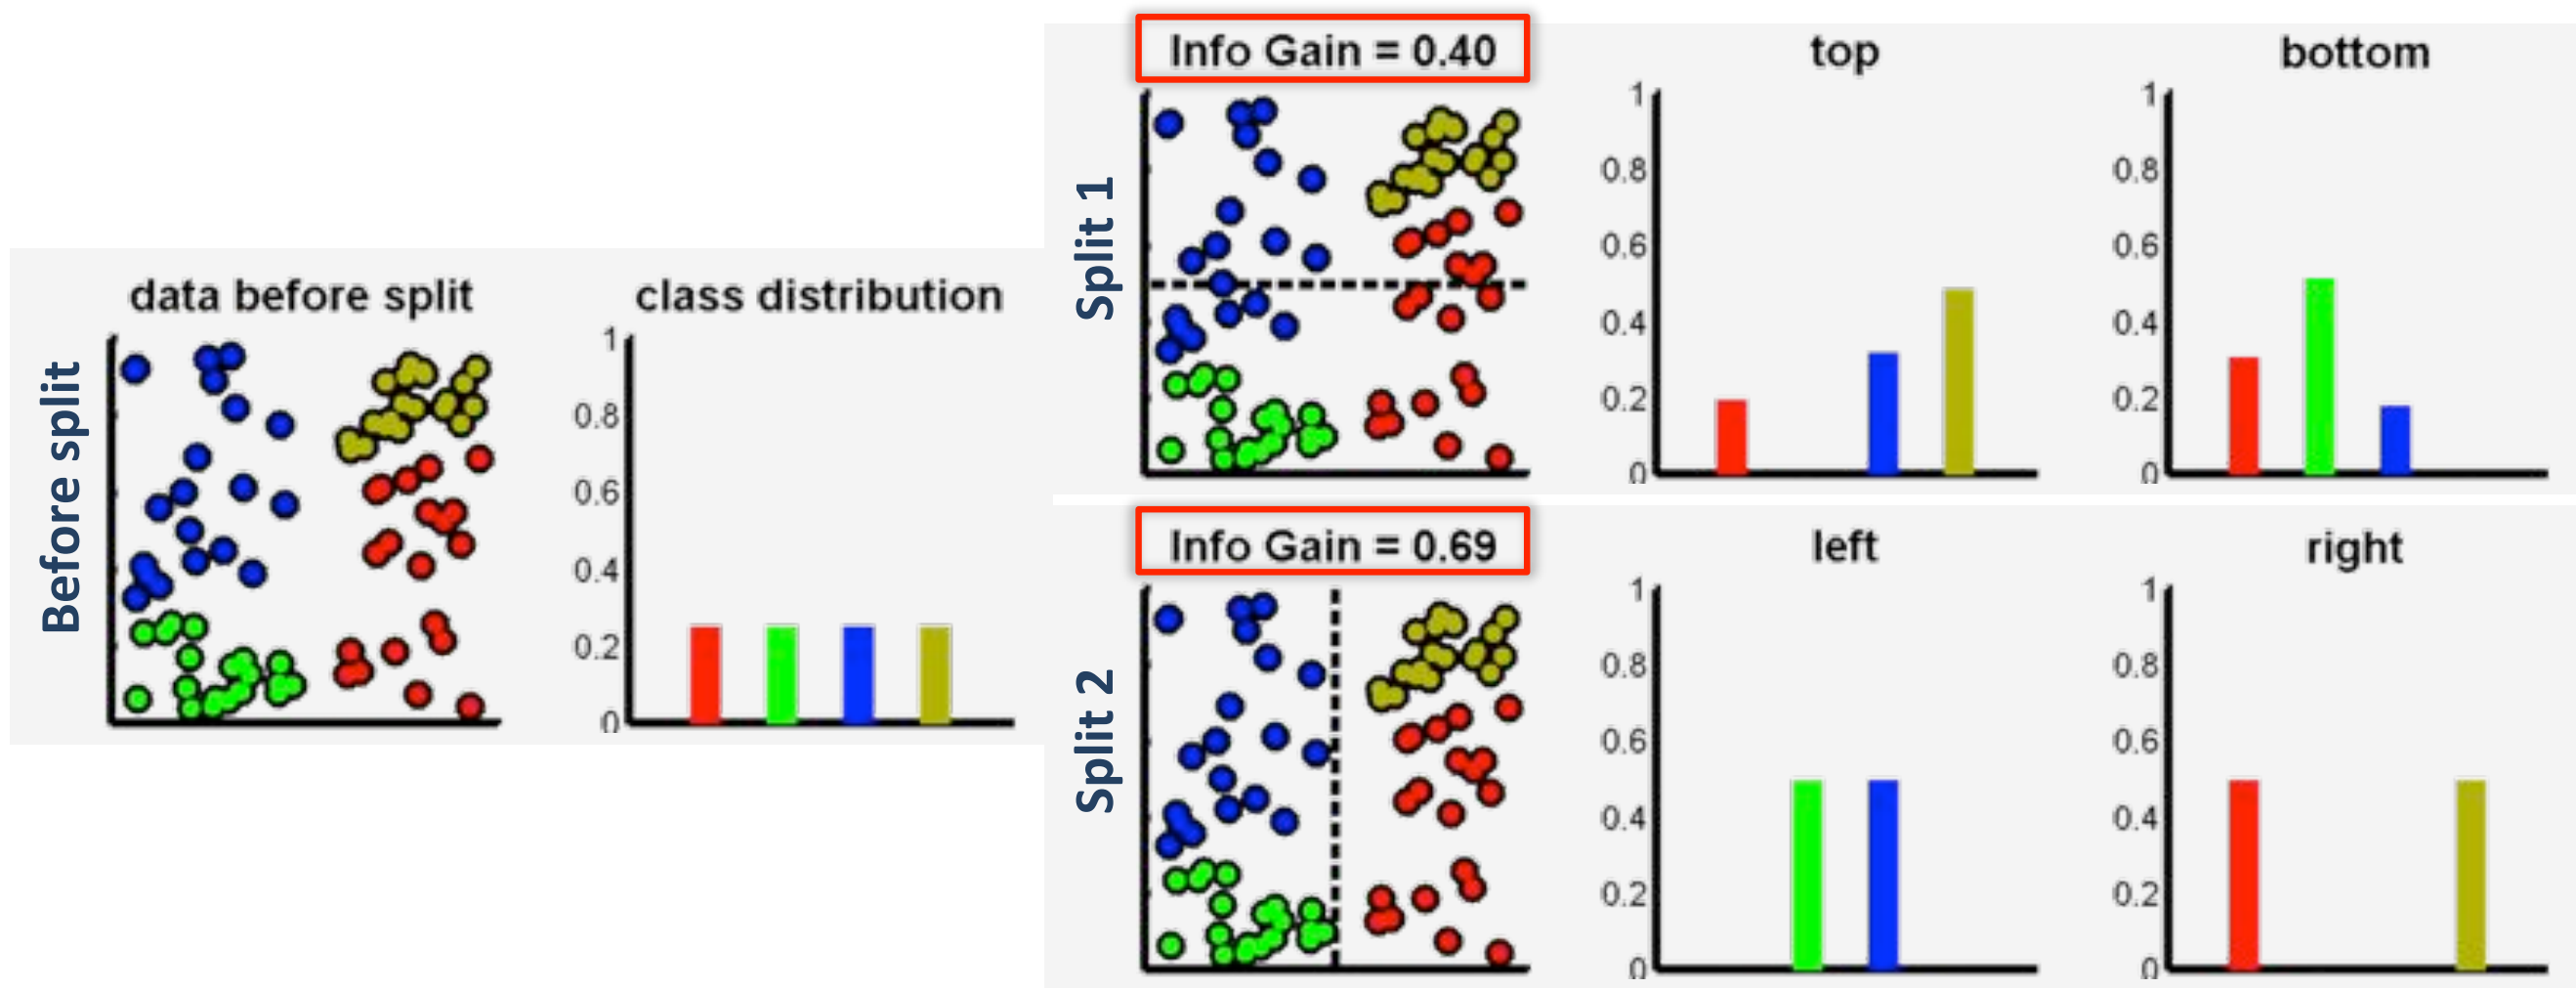 Before split
data before split
class distribution
1
0.8
0.6
0.4
0.2
0
Split 1
Info Gain = 0.40
top
1
0.8
0.6
0.4
0.2
0
bottom
1
0.8
0.6
0.4
0.2
0
Split 2
Info Gain = 0.69
left
1
0.8
0.6
0.4
0.2
0
right
1
0.8
0.6
0.4
0.2
0